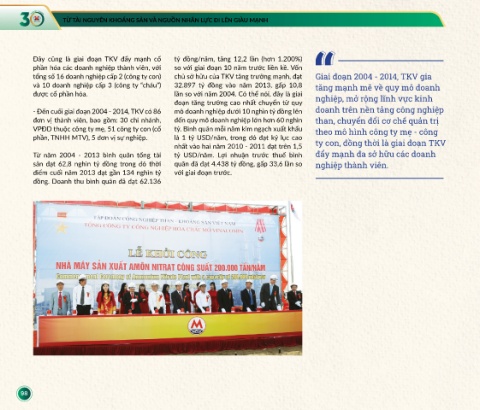 30 TỪ TÀI NGUYÊN KHOÁNG SẢN VÀ NGUỒN NHÂN LỰC ĐI LÊN GIÀU MẠNH
Đây cũng là giai đoạn TKV đẩy mạnh cổ
phần hóa các doanh nghiệp thành viên, với
tổng số 16 doanh nghiệp cấp 2 (công ty con)
và 10 doanh nghiệp cấp 3 (công ty "cháu")
được cổ phần hóa.
- Đến cuối giai đoạn 2004 - 2014, TKV có 86
đơn vị thành viên, bao gồm: 30 chi nhánh,
VPĐD thuộc công ty mẹ, 51 công ty con (cổ
phần, TNHH MTV), 5 đơn vị sự nghiệp.
Từ năm 2004 - 2013 bình quân tổng tài
sản đạt 62,8 nghìn tỷ đồng trong đó thời
điểm cuối năm 2013 đạt gần 134 nghìn tỷ
đồng. Doanh thu bình quân đã đạt 62.136
tỷ đồng/năm, tăng 12,2 lần (hơn 1.200%)
so với giai đoạn 10 năm trước liền kề. Vốn
chủ sở hữu của TKV tăng trưởng mạnh, đạt
32.897 tỷ đồng vào năm 2013, gấp 10,8
lần so với năm 2004. Có thể nói, đây là giai
đoạn tăng trưởng cao nhất chuyển từ quy
mô doanh nghiệp dưới 10 nghìn tỷ đồng lên
đến quy mô doanh nghiệp lớn hơn 60 nghìn
tỷ. Bình quân mỗi năm kim ngạch xuất khẩu
là 1 tỷ USD/năm, trong đó đạt kỷ lục cao
nhất vào hai năm 2010 - 2011 đạt trên 1,5
tỷ USD/năm. Lợi nhuận trước thuế bình
quân đã đạt 4.438 tỷ đồng, gấp 33,6 lần so
với giai đoạn trước.
Giai đoạn 2004 - 2014, TKV gia
tăng mạnh mẽ về quy mô doanh
nghiệp, mở rộng lĩnh vực kinh
doanh trên nền tảng công nghiệp
than, chuyển đổi cơ chế quản trị
theo mô hình công ty mẹ - công
ty con, đồng thời là giai đoạn TKV
đẩy mạnh đa sở hữu các doanh
nghiệp thành viên.
TẬP ĐOÀN CÔNG NGHIỆP THAN - KHOÁNG SẢN VIỆT NAM
TỔNG CÔNG TY CÔNG NGHIỆP HÓA CHẤT MỎ VINACOMIN
LỄ KHỞI CÔNG
NHÀ MÁY SẢN XUẤT AMÔN NITRAT CÔNG SUẤT 200.000 TẤN/NĂM
98